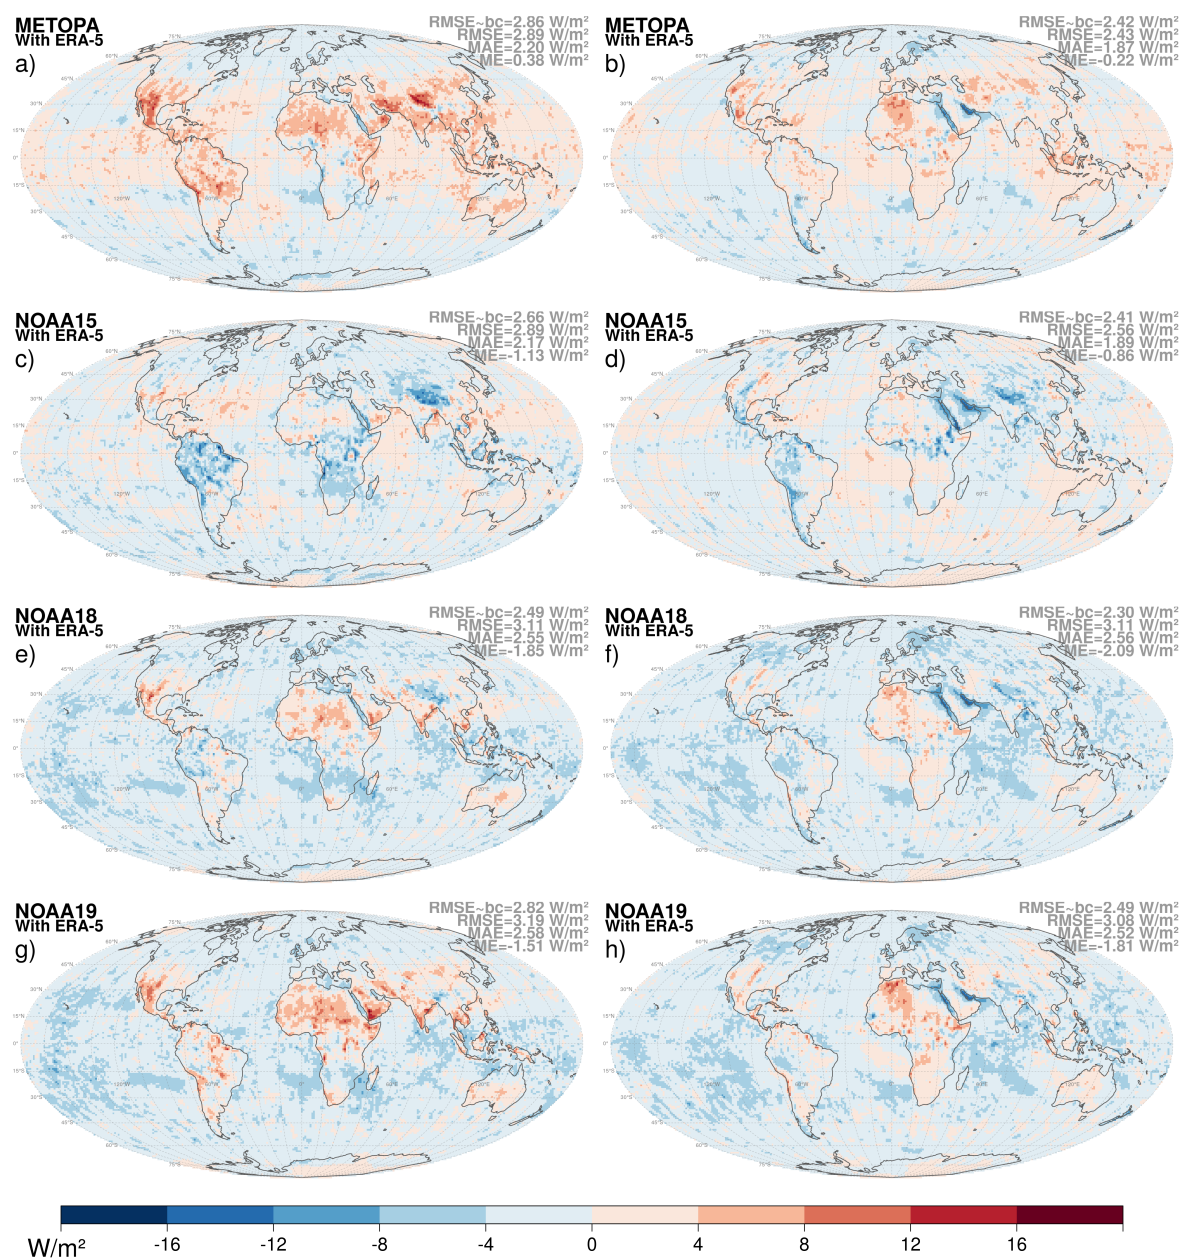 METOPA
With ERA-5
a)
RMSE~bc=2.86 W/m²
RMSE=2.89 W/m²
MAE=2.20 W/m²
ME=0.38 W/m²
METOPA
With ERA-5
b)
RMSE~bc=2.42 W/m²
RMSE=2.43 W/m²
MAE=1.87 W/m²
ME=-0.22 W/m²
NOAA15
With ERA-5
c)
RMSE~bc=2.66 W/m²
RMSE=2.89 W/m²
MAE=2.17 W/m²
ME=-1.13 W/m²
NOAA15
With ERA-5
d)
RMSE~bc=2.41 W/m²
RMSE=2.56 W/m²
MAE=1.89 W/m²
ME=-0.86 W/m²
NOAA18
With ERA-5
e)
RMSE~bc=2.49 W/m²
RMSE=3.11 W/m²
MAE=2.55 W/m²
ME=-1.85 W/m²
NOAA18
With ERA-5
f)
RMSE~bc=2.30 W/m²
RMSE=3.11 W/m²
MAE=2.56 W/m²
ME=-2.09 W/m²
NOAA19
With ERA-5
g)
RMSE~bc=2.82 W/m²
RMSE=3.19 W/m²
MAE=2.58 W/m²
ME=-1.51 W/m²
NOAA19
With ERA-5
h)
RMSE~bc=2.49 W/m²
RMSE=3.08 W/m²
MAE=2.52 W/m²
ME=-1.81 W/m²
W/m² -16 -12 -8 -4 0 4 8 12 16